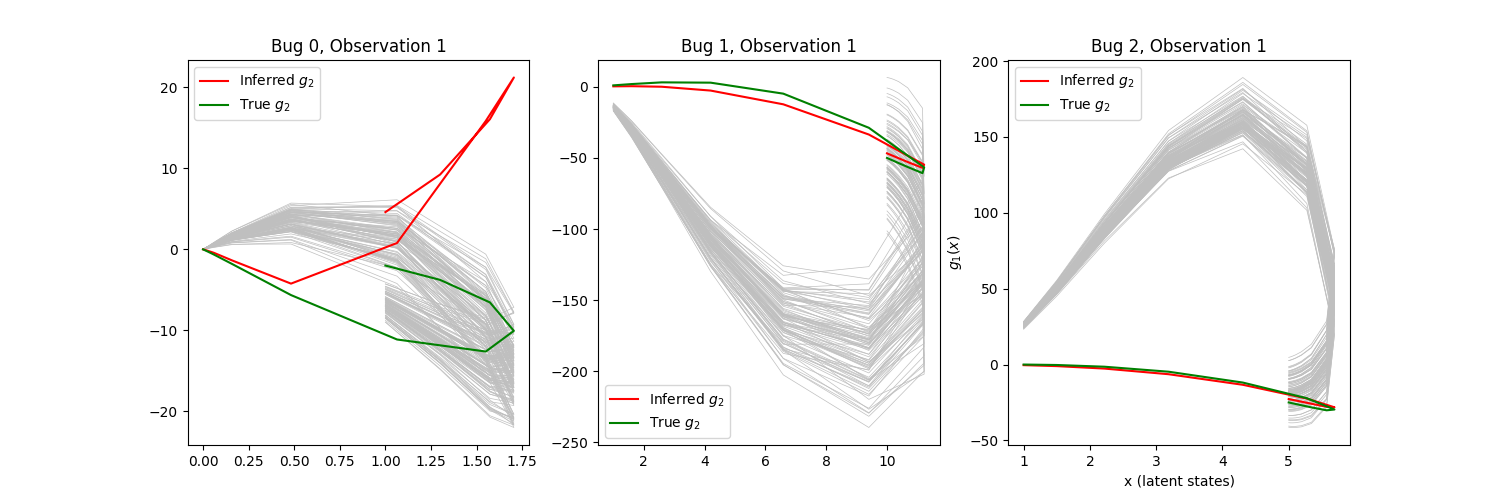 Bug 0, Observation 1
Inferred g₂
True g₂
20
10
0
−10
−20
0.00 0.25 0.50 0.75 1.00 1.25 1.50 1.75
Bug 1, Observation 1
0
−50
−100
−150
−200
−250
Inferred g₂
True g₂
2 4 6 8 10
Bug 2, Observation 1
Inferred g₂
True g₂
g₁(x)
200
150
100
50
0
−50
1 2 3 4 5
x (latent states)